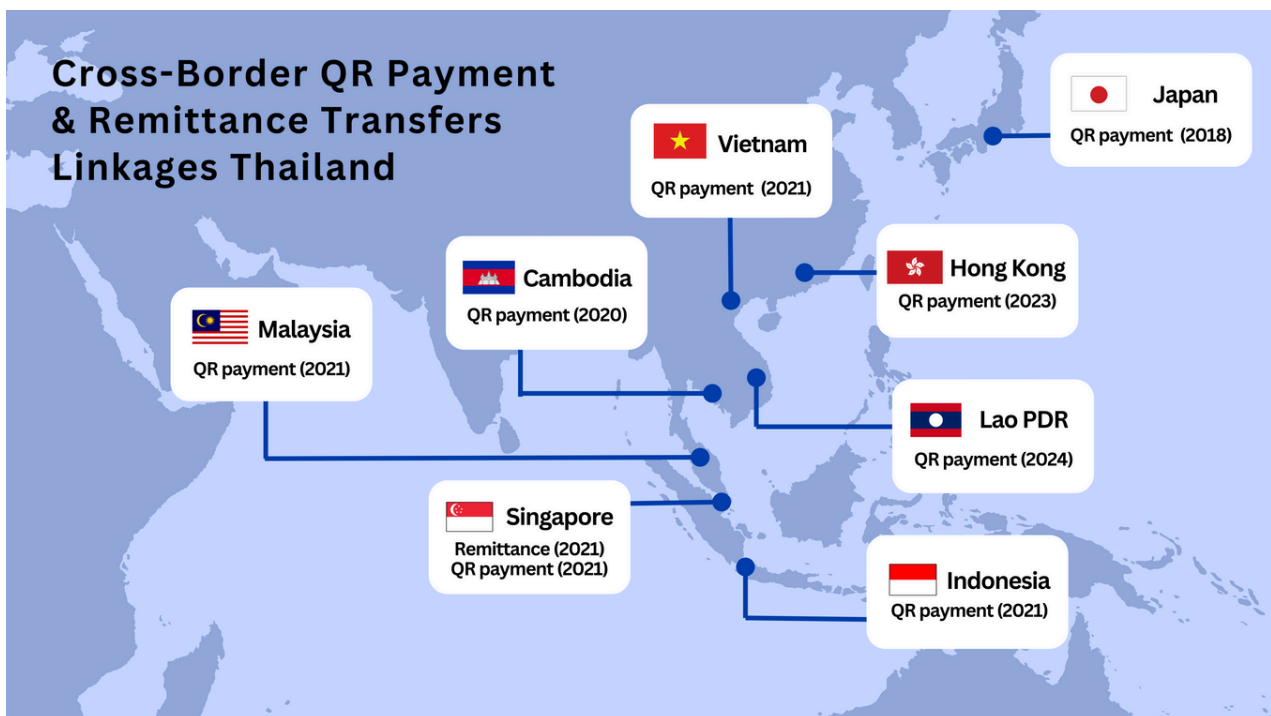 Cross-Border QR Payment
& Remittance Transfers
Linkages Thailand
Japan
QR payment (2018)
Vietnam
QR payment (2021)
Hong Kong
QR payment (2023)
Cambodia
QR payment (2020)
Malaysia
QR payment (2021)
Lao PDR
QR payment (2024)
Singapore
Remittance (2021)
QR payment (2021)
Indonesia
QR payment (2021)